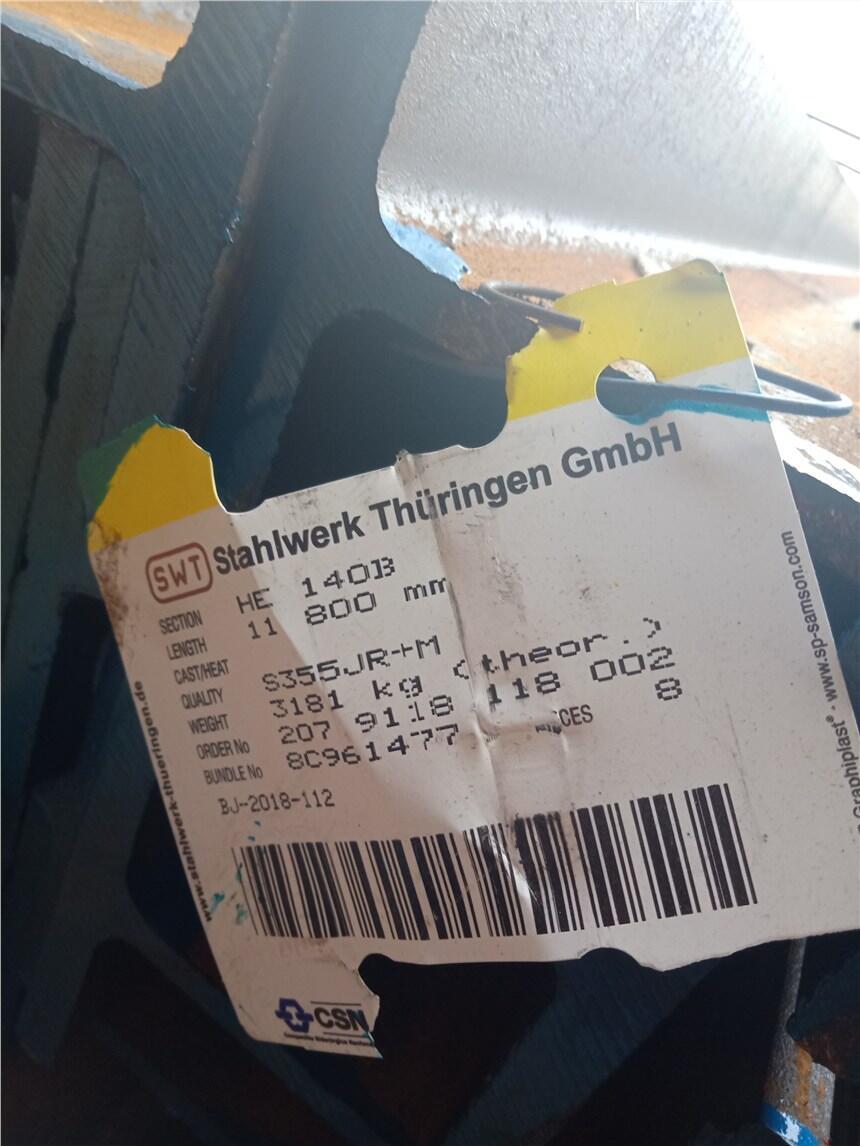 SWT Stahlwerk Thüringen GmbH
SECTION HE 140B
LENGTH 11 800 mm
CAST/HEAT
QUALITY S355JR+M
WEIGHT 3181 kg (theor.)
ORDER No 207 9118 118 002
BUNDLE No 8C961477 CES 8
BJ-2018-112
www.stahlwerk-thueringen.de
Graphiplast® - www.sp-samson.com
CSN